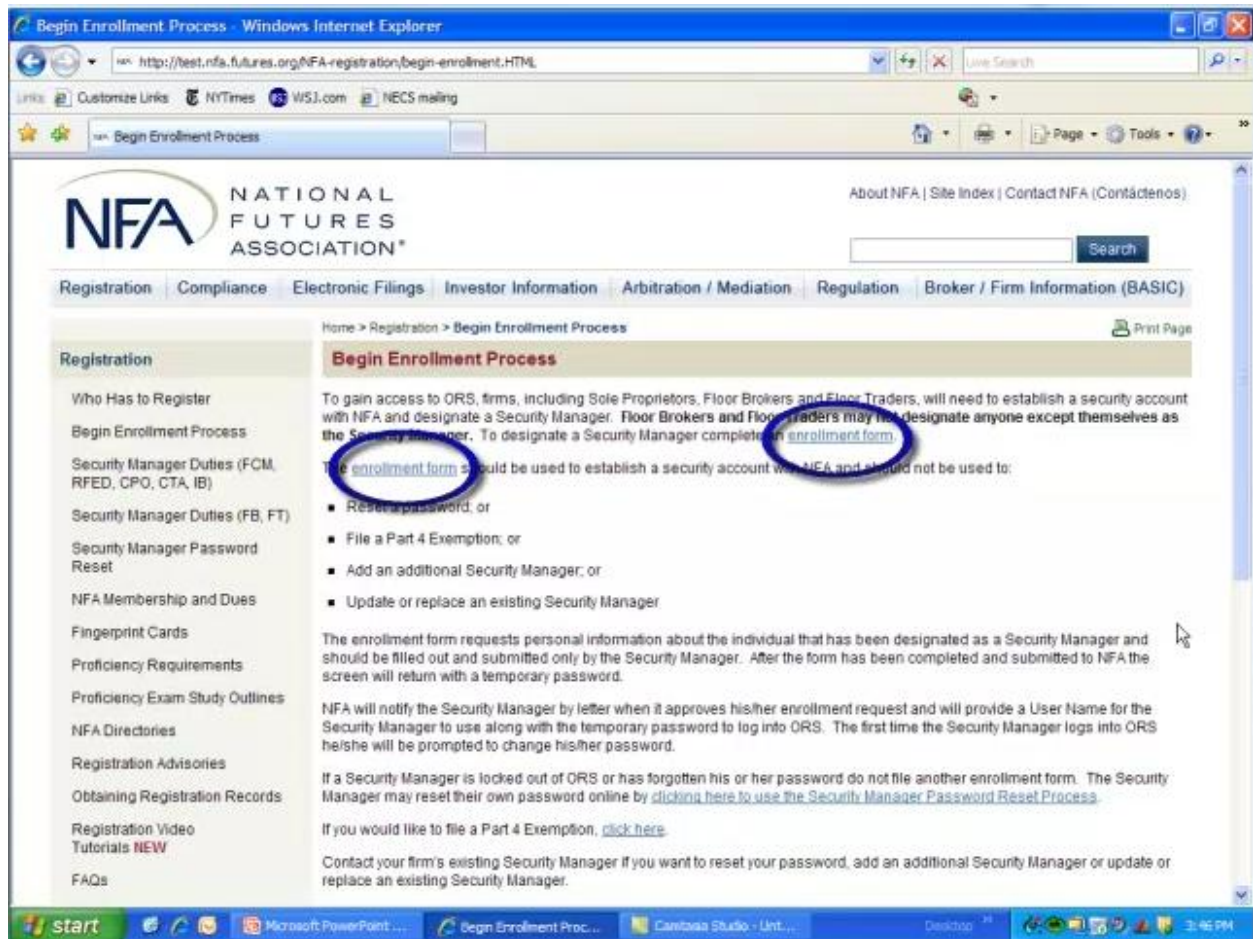 Begin Enrollment Process - Windows Internet Explorer
http://test.nfa.futures.org/NFA-registration/begin-enrolment.HTML
Live Search
Links Customize Links NYTimes WSJ.com NECS mailing
Begin Enrollment Process
Page Tools
NFA
NATIONAL
FUTURES
ASSOCIATION
About NFA | Site Index | Contact NFA (Contáctenos)
Search
Registration Compliance Electronic Filings Investor Information Arbitration / Mediation Regulation Broker / Firm Information (BASIC)
Home > Registration > Begin Enrollment Process
Print Page
Registration
Who Has to Register
Begin Enrollment Process
Security Manager Duties (FCM,
RFED, CPO, CTA, IB)
Security Manager Duties (FB, FT)
Security Manager Password
Reset
NFA Membership and Dues
Fingerprint Cards
Proficiency Requirements
Proficiency Exam Study Outlines
NFA Directories
Registration Advisories
Obtaining Registration Records
Registration Video
Tutorials NEW
FAQs
Begin Enrollment Process
To gain access to ORS, firms, including Sole Proprietors, Floor Brokers and Floor Traders, will need to establish a security account
with NFA and designate a Security Manager. Floor Brokers and Floor Traders may not designate anyone except themselves as
the Security Manager. To designate a Security Manager complete an enrollment form.
The enrollment form should be used to establish a security account with NFA and should not be used to:
Reset a password; or
File a Part 4 Exemption; or
Add an additional Security Manager; or
Update or replace an existing Security Manager
The enrollment form requests personal information about the individual that has been designated as a Security Manager and
should be filled out and submitted only by the Security Manager. After the form has been completed and submitted to NFA the
screen will return with a temporary password.
NFA will notify the Security Manager by letter when it approves his/her enrollment request and will provide a User Name for the
Security Manager to use along with the temporary password to log into ORS. The first time the Security Manager logs into ORS
he/she will be prompted to change his/her password.
If a Security Manager is locked out of ORS or has forgotten his or her password do not file another enrollment form. The Security
Manager may reset their own password online by clicking here to use the Security Manager Password Reset Process.
If you would like to file a Part 4 Exemption, click here.
Contact your firm's existing Security Manager if you want to reset your password, add an additional Security Manager or update or
replace an existing Security Manager.
start Microsoft PowerPoint ... Begin Enrollment Proc... Camtasia Studio - Unt... Desktop 3:46 PM